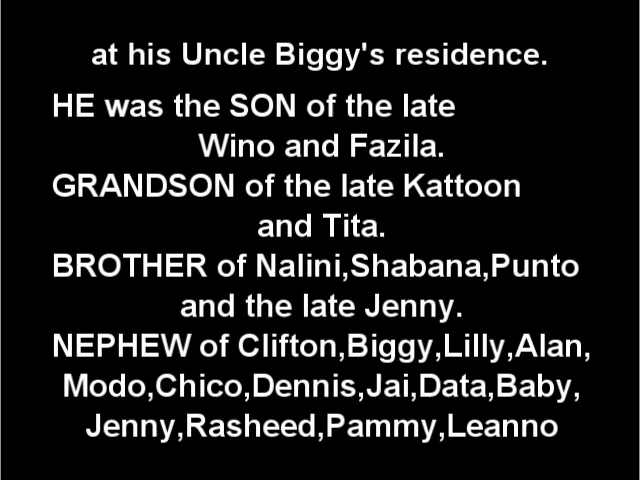 at his Uncle Biggy's residence.
HE was the SON of the late
Wino and Fazila.
GRANDSON of the late Kattoon
and Tita.
BROTHER of Nalini,Shabana,Punto
and the late Jenny.
NEPHEW of Clifton,Biggy,Lilly,Alan,
Modo,Chico,Dennis,Jai,Data,Baby,
Jenny,Rasheed,Pammy,Leanno